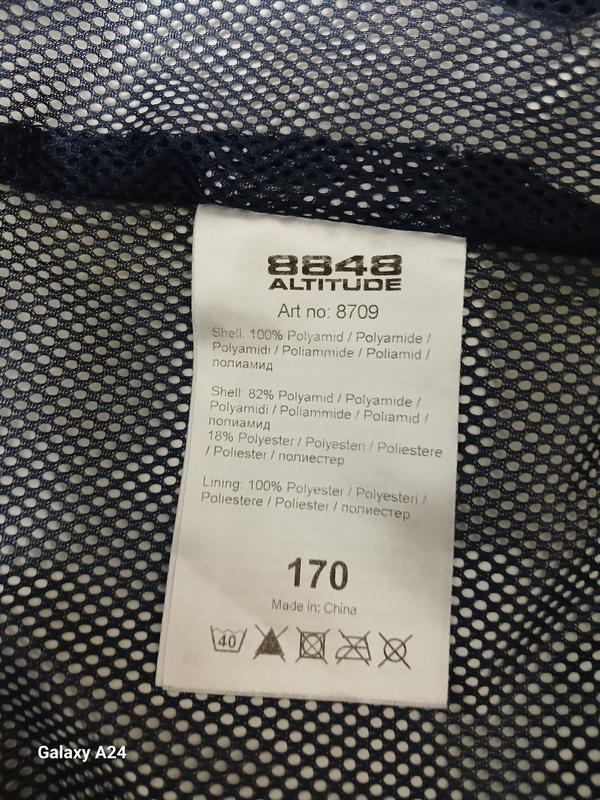 8848
ALTITUDE
Art no: 8709
Shell: 100% Polyamid / Polyamide /
Polyamidi / Poliammide / Poliamid /
полиамид
Shell: 82% Polyamid / Polyamide /
Polyamidi / Poliammide / Poliamid /
полиамид
18% Polyester / Polyesteri / Poliestere
/ Poliester / полиестер
Lining: 100% Polyester / Polyesteri /
Poliestere / Poliester / полиестер
170
Made in: China
40
Galaxy A24